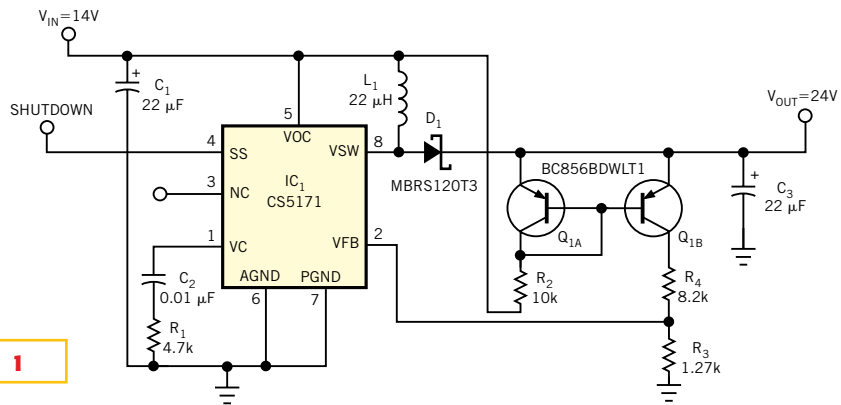 V_IN=14V
C1
+
22 µF
SHUTDOWN
L1
22 µH
D1
MBRS120T3
V_OUT=24V
BC856BDWLT1
5
VOC
4
SS
VSW
8
3
NC
IC1
CS5171
1
VC
VFB
2
AGND
PGND
6
7
C2
0.01 µF
R1
4.7k
Q1A
Q1B
+
C3
22 µF
R2
10k
R4
8.2k
R3
1.27k
1